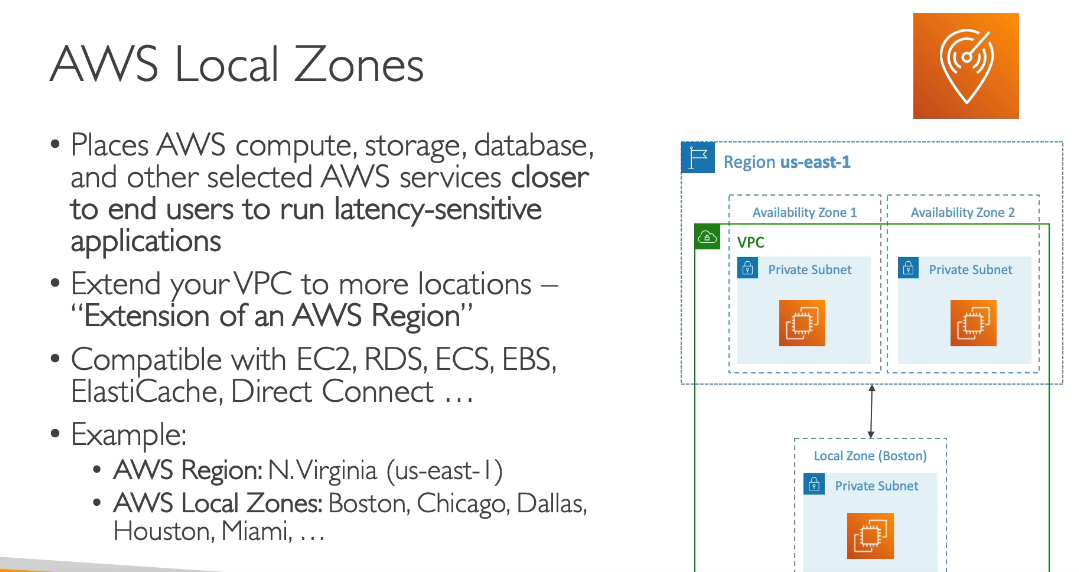 AWS Local Zones
• Places AWS compute, storage, database,
and other selected AWS services closer
to end users to run latency-sensitive
applications
• Extend your VPC to more locations –
“Extension of an AWS Region”
• Compatible with EC2, RDS, ECS, EBS,
ElastiCache, Direct Connect …
• Example:
• AWS Region: N. Virginia (us-east-1)
• AWS Local Zones: Boston, Chicago, Dallas,
Houston, Miami, …
Region us-east-1
Availability Zone 1
Availability Zone 2
VPC
Private Subnet
Private Subnet
Local Zone (Boston)
Private Subnet